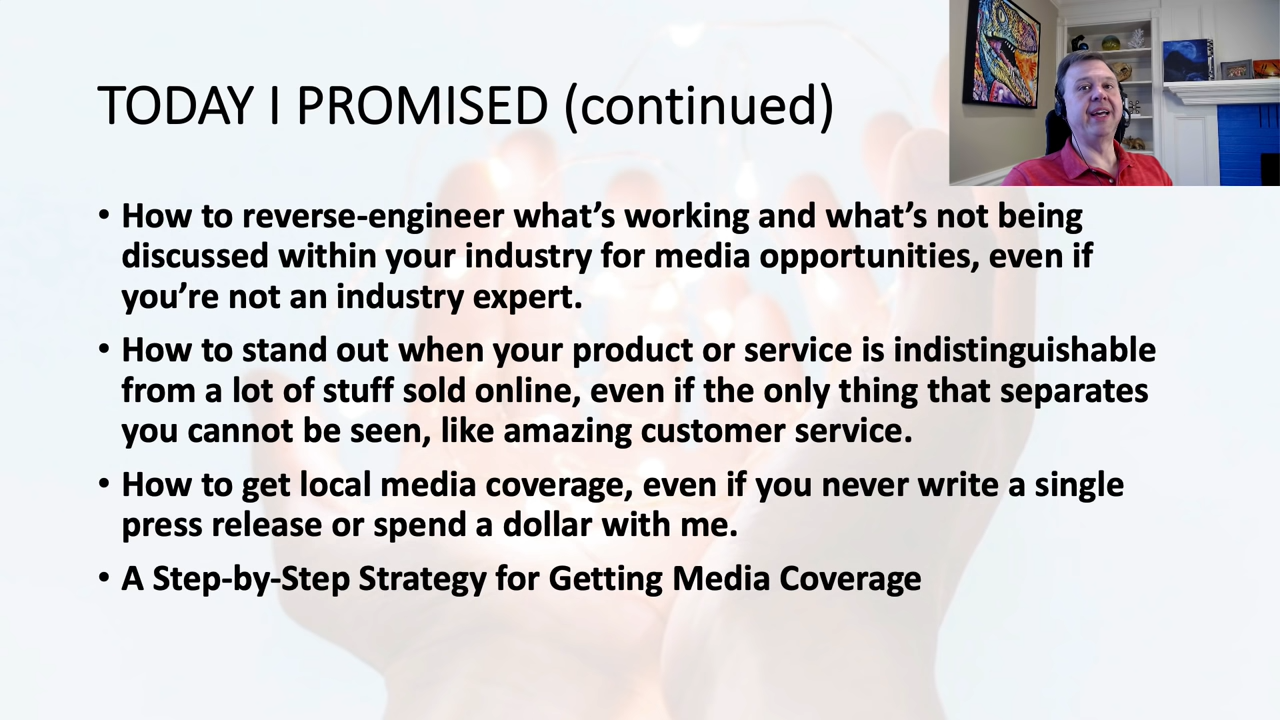 TODAY I PROMISED (continued)
• How to reverse-engineer what’s working and what’s not being
discussed within your industry for media opportunities, even if
you’re not an industry expert.
• How to stand out when your product or service is indistinguishable
from a lot of stuff sold online, even if the only thing that separates
you cannot be seen, like amazing customer service.
• How to get local media coverage, even if you never write a single
press release or spend a dollar with me.
• A Step-by-Step Strategy for Getting Media Coverage